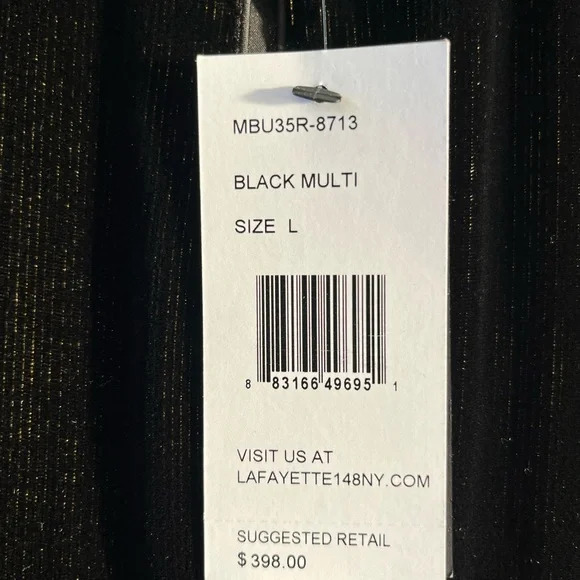 MBU35R-8713
BLACK MULTI
SIZE L
8 83166 49695 1
VISIT US AT
LAFAYETTE148NY.COM
SUGGESTED RETAIL
$ 398.00